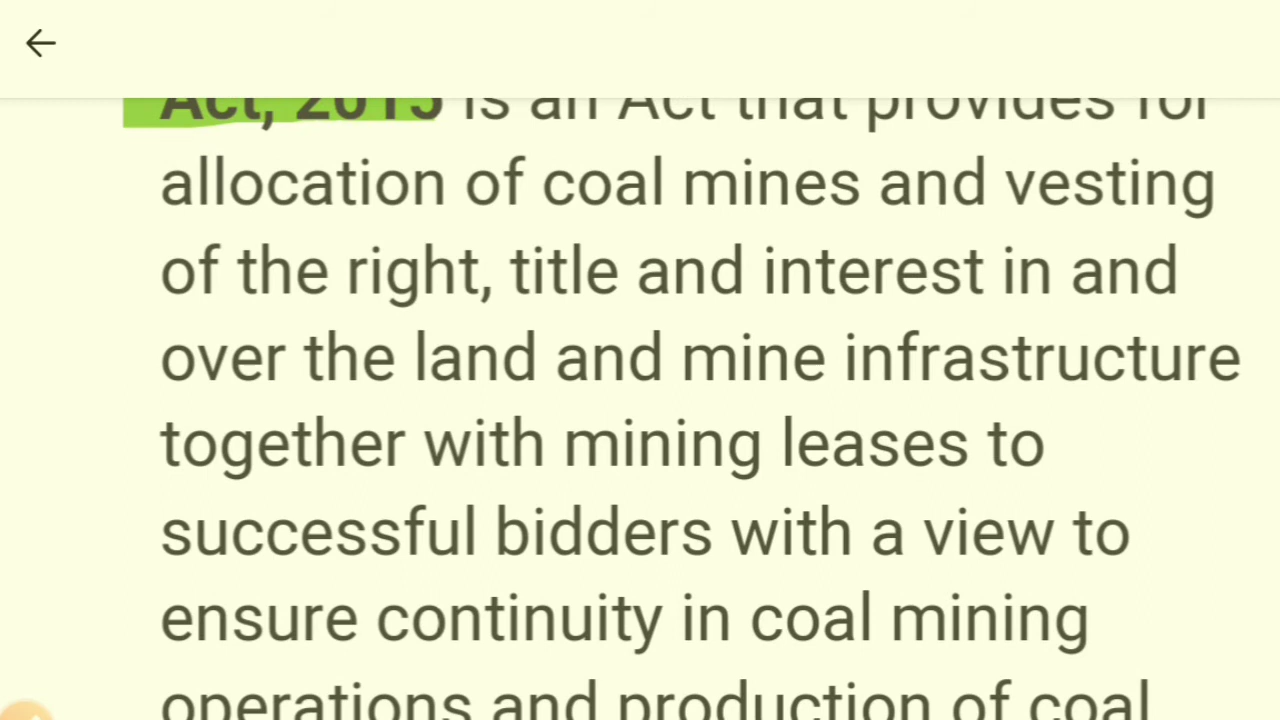 Act, 2015 is an Act that provides for
allocation of coal mines and vesting
of the right, title and interest in and
over the land and mine infrastructure
together with mining leases to
successful bidders with a view to
ensure continuity in coal mining
operations and production of coal